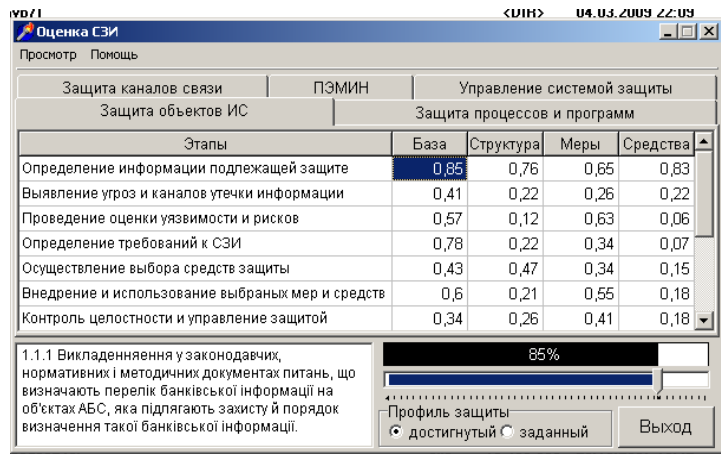 <DIR> 04.03.2009 22:09
Оценка СЗИ
Просмотр Помощь
Защита каналов связи ПЭМИН Управление системой защиты
Защита объектов ИС Защита процессов и программ
Этапы База Структура Меры Средства
Определение информации подлежащей защите 0,85 0,76 0,65 0,83
Выявление угроз и каналов утечки информации 0,41 0,22 0,26 0,22
Проведение оценки уязвимости и рисков 0,57 0,12 0,63 0,06
Определение требований к СЗИ 0,78 0,22 0,34 0,07
Осуществление выбора средств защиты 0,43 0,47 0,34 0,15
Внедрение и использование выбраных мер и средств 0,6 0,21 0,55 0,18
Контроль целостности и управление защитой 0,34 0,26 0,41 0,18
1.1.1 Викладенняення у законодавчих,
нормативних і методичних документах питань, що
визначають перелік банківської інформації на
об'єктах АБС, яка підлягають захисту й порядок
визначення такої банківської інформації.
85%
Профиль защиты
достигнутый заданный
Выход